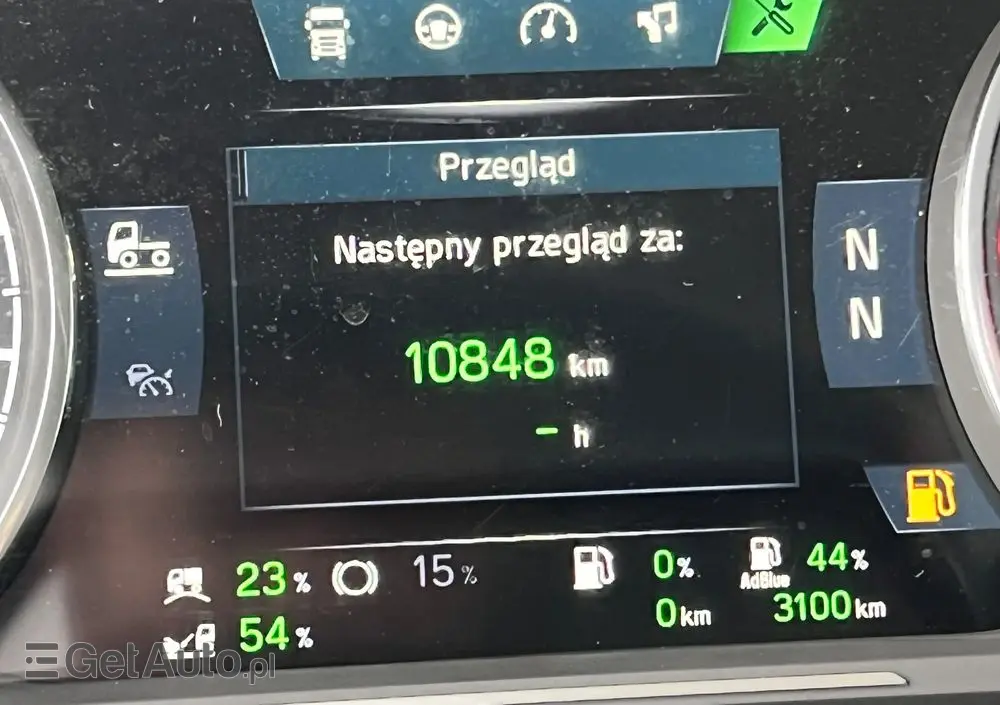 Przegląd
Następny przegląd za:
10848 km
- h
N
N
23 %
15 %
0 %
AdBlue
44 %
54 %
0 km
3100 km
GetAuto.pl